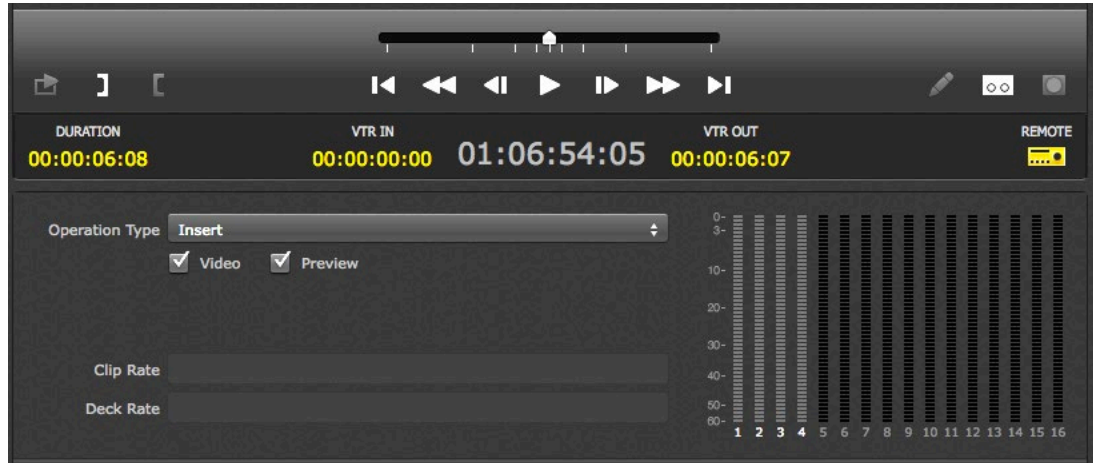 DURATION VTR IN VTR OUT REMOTE
00:00:06:08 00:00:00:00 01:06:54:05 00:00:06:07
Operation Type Insert
Video Preview
Clip Rate
Deck Rate
0-
3-
10-
20-
30-
40-
50-
60-
1 2 3 4 5 6 7 8 9 10 11 12 13 14 15 16